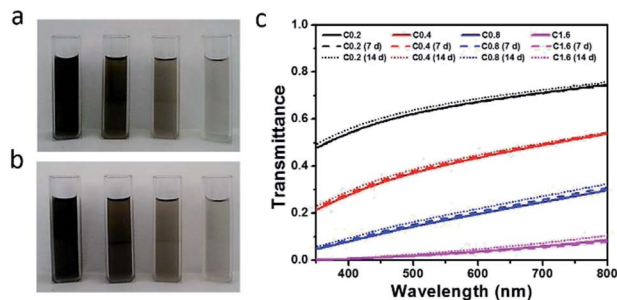 a
b
c
C0.2 C0.4 C0.8 C1.6
C0.2 (7 d) C0.4 (7 d) C0.8 (7 d) C1.6 (7 d)
C0.2 (14 d) C0.4 (14 d) C0.8 (14 d) C1.6 (14 d)
1.0
0.8
0.6
0.4
0.2
0.0
Transmittance
400 500 600 700 800
Wavelength (nm)